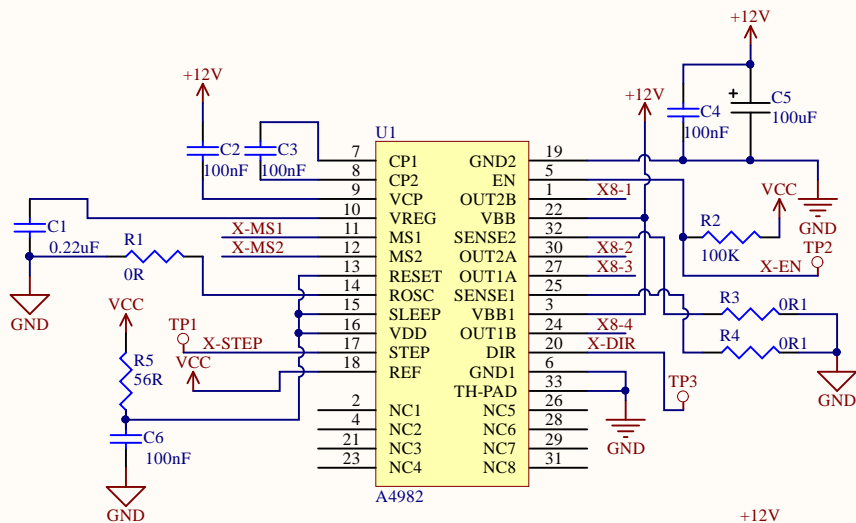 +12V
+12V
+12V
C4
100nF
C5
100uF
U1
C2
100nF
C3
100nF
7 CP1 GND2 19
8 CP2 EN 5
9 VCP OUT2B 1 X8-1
10 VREG VBB 22
X-MS1 11 MS1 SENSE2 32
X-MS2 12 MS2 OUT2A 30 X8-2
13 RESET OUT1A 27 X8-3
14 ROSC SENSE1 25
15 SLEEP VBB1 3
16 VDD OUT1B 24 X8-4
X-STEP 17 STEP DIR 20 X-DIR
18 REF GND1 6
TH-PAD 33
2 NC1 NC5 26
4 NC2 NC6 28
21 NC3 NC7 29
23 NC4 NC8 31
A4982
C1
0.22uF
R1
0R
GND
VCC
TP1
VCC
R5
56R
C6
100nF
GND
VCC
GND
R2
100K
TP2
X-EN
R3
0R1
R4
0R1
GND
TP3
GND
+12V